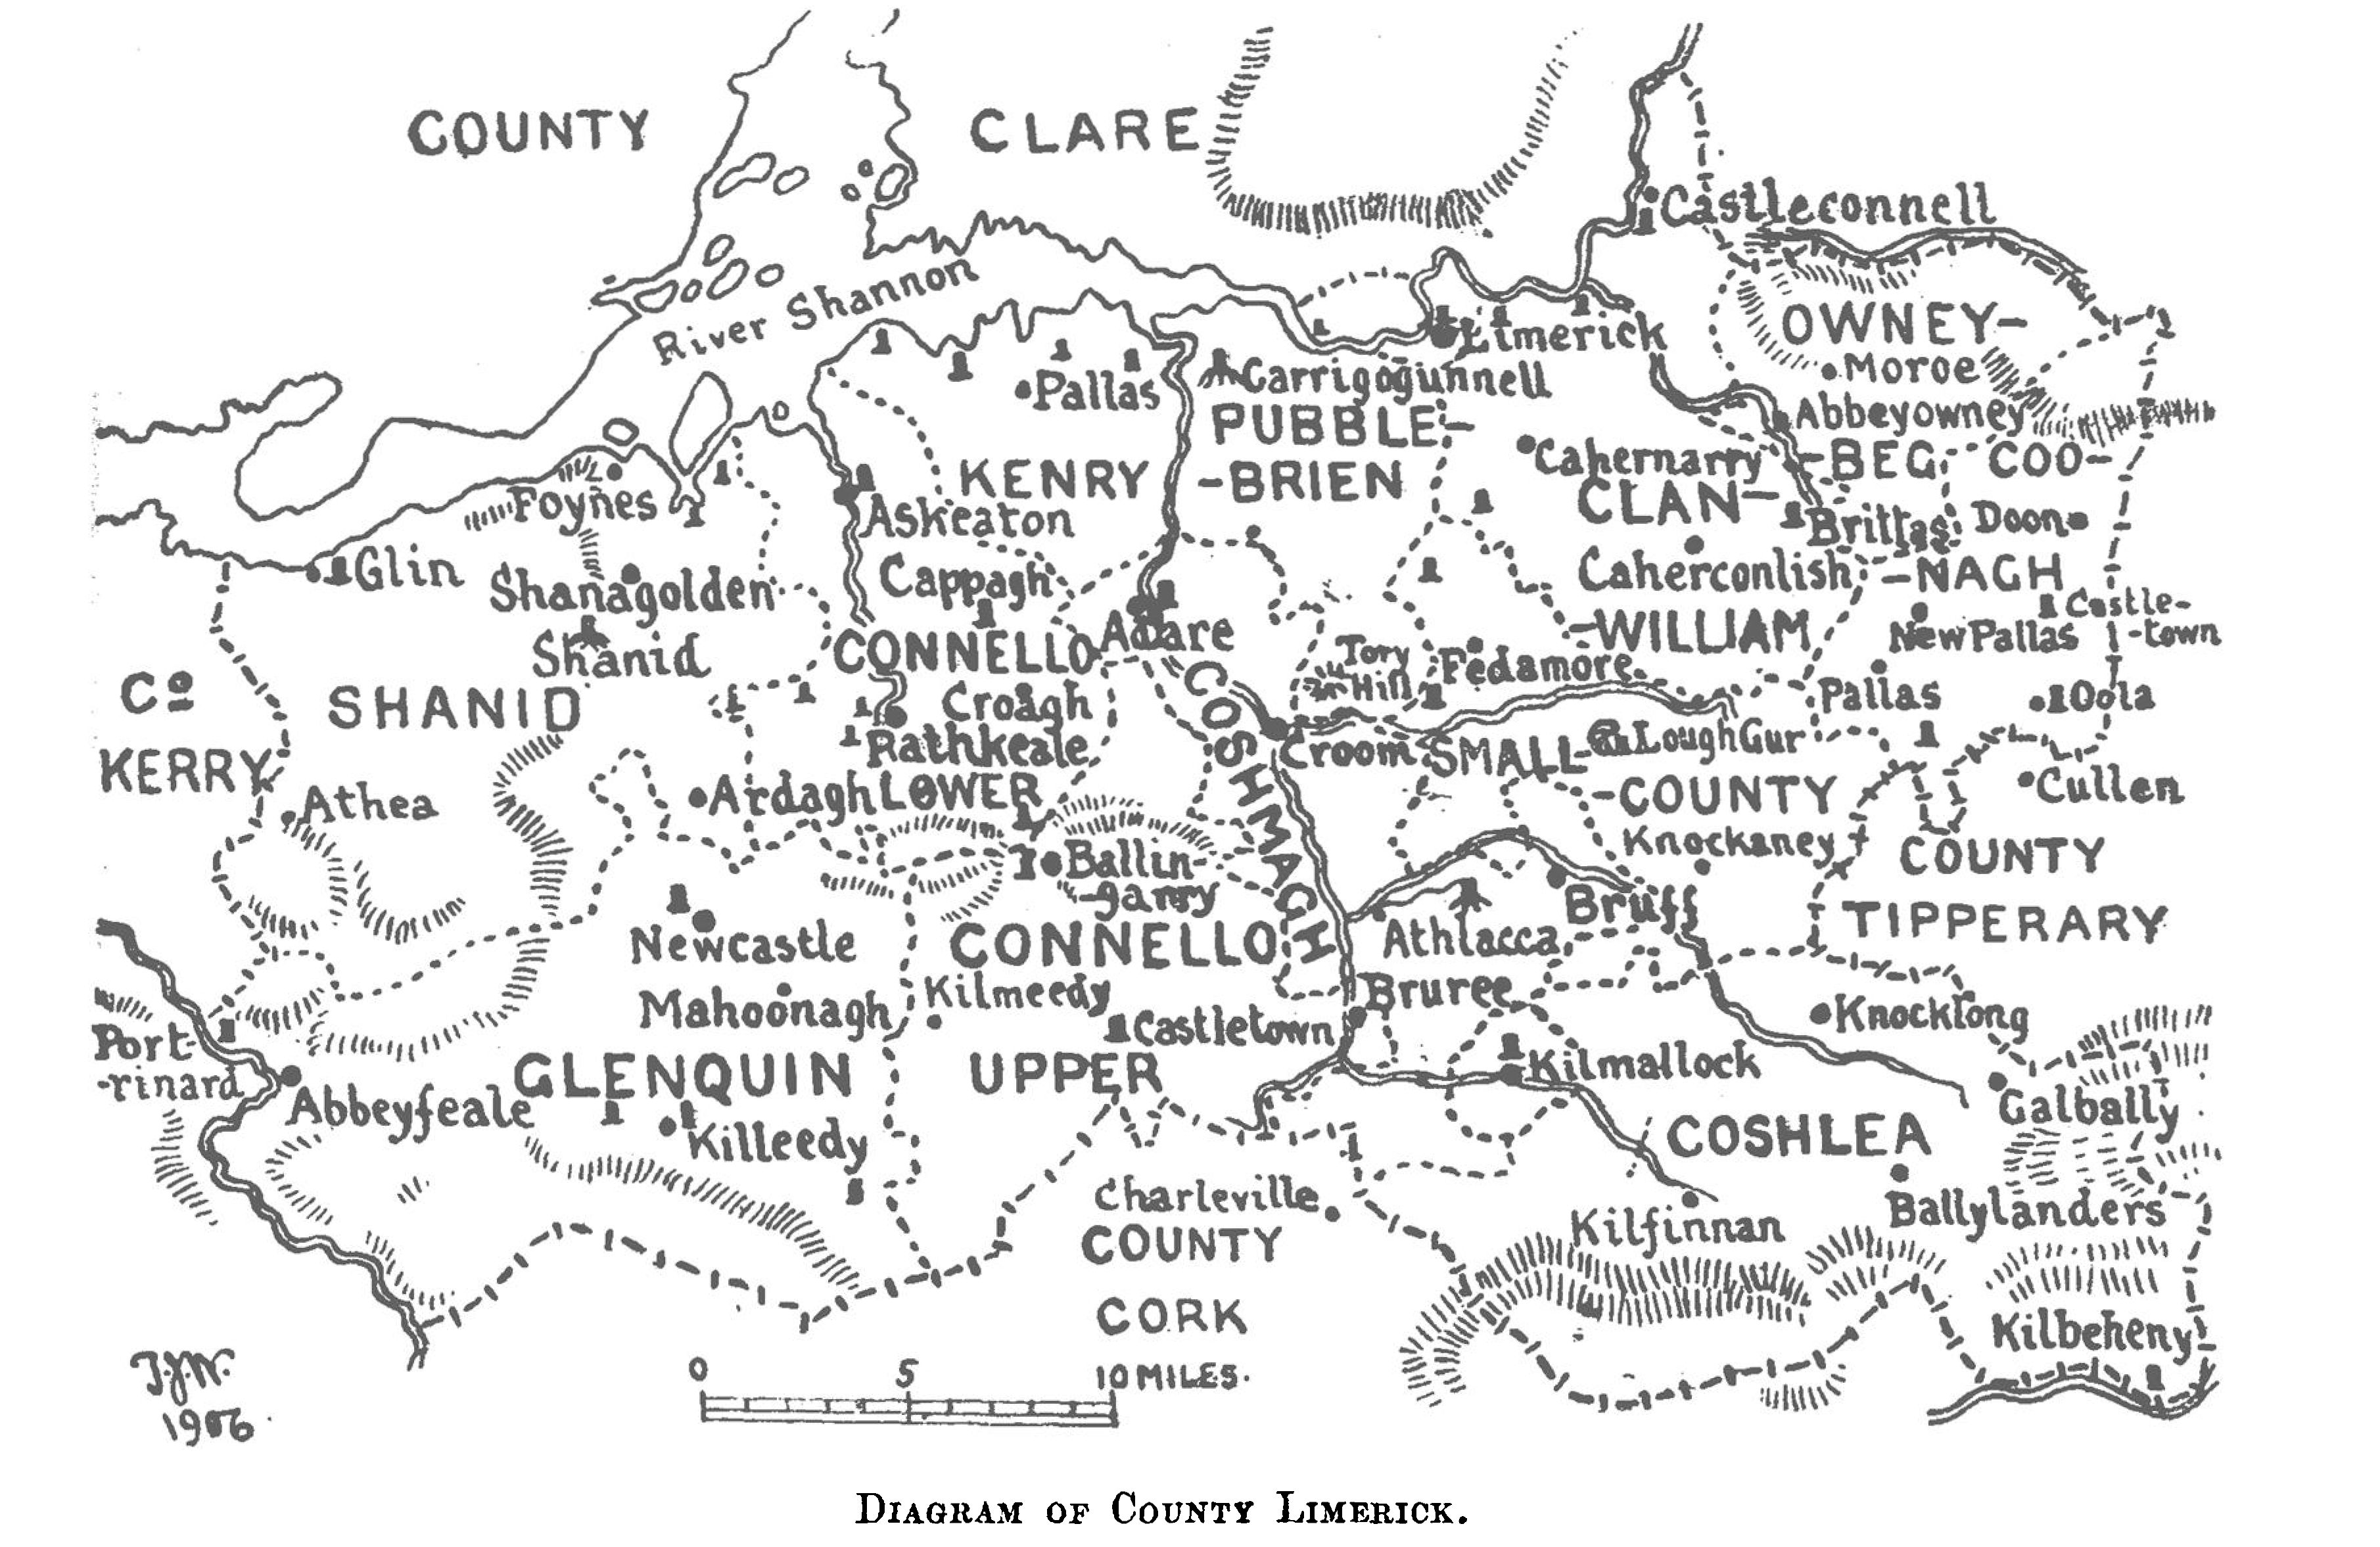 COUNTY CLARE
River Shannon
Castleconnell
OWNEY-
Limerick
Moroe
Pallas
Carrigogunnell
PUBBLE-
Abbeyowney
Cahernarry
-BEG
COO-
KENRY
-BRIEN
Foynes
CLAN-
Askeaton
Brittas
Doon
Glin
Shanagolden
Cappagh
Caherconlish
-NAGH
Castle-
-town
Shanid
CONNELLO
Adare
-WILLIAM
New Pallas
Tory
Hill
Fedamore
Co
KERRY
SHANID
Croagh
COSHMAGH
Pallas
Oola
Rathkeale
Croom
SMALL-
Lough Gur
Athea
Ardagh
LOWER
-COUNTY
Cullen
Knockaney
COUNTY
TIPPERARY
Ballin-
-garry
Newcastle
CONNELLO
Athlacca
Bruff
Mahoonagh
Kilmeedy
Bruree
Port-
-rinard
Castletown
Knocklong
GLENQUIN
UPPER
Kilmallock
Abbeyfeale
Galbally
Killeedy
COSHLEA
Charleville
Ballylanders
COUNTY
CORK
Kilfinnan
Kilbeheny
T.J.W.
1906.
0 5 10 MILES.
DIAGRAM OF COUNTY LIMERICK.